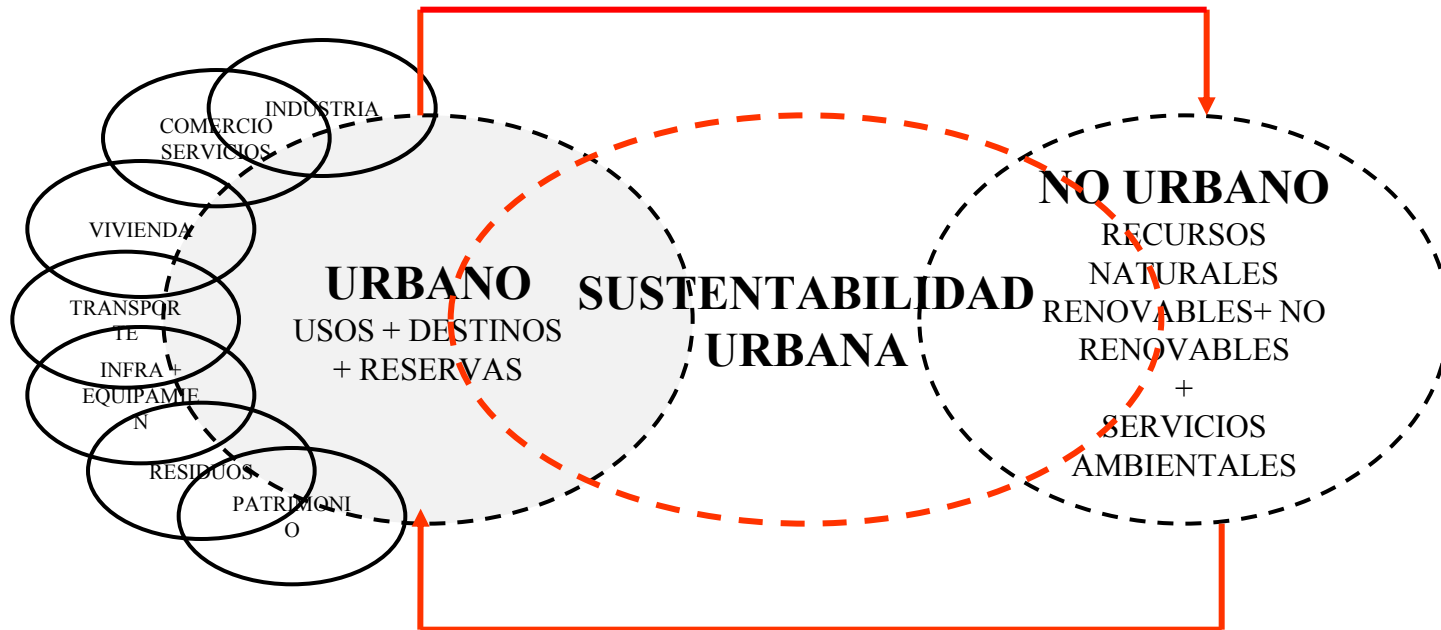 INDUSTRIA
COMERCIO
SERVICIOS
VIVIENDA
TRANSPOR
TE
INFRA +
EQUIPAMIE
N
RESIDUOS
PATRIMONI
O
URBANO
USOS + DESTINOS
+ RESERVAS
SUSTENTABILIDAD
URBANA
NO URBANO
RECURSOS
NATURALES
RENOVABLES+ NO
RENOVABLES
+
SERVICIOS
AMBIENTALES